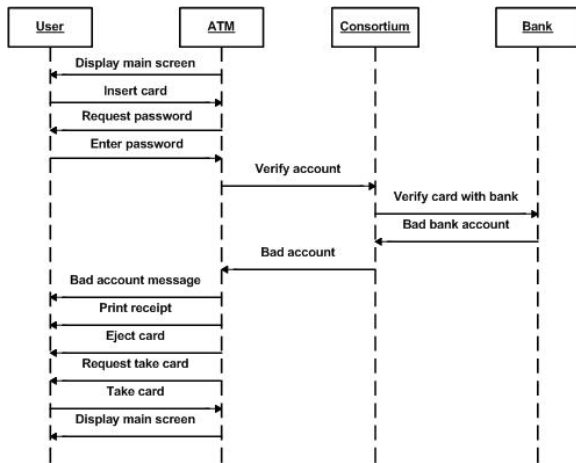 User
ATM
Consortium
Bank
Display main screen
Insert card
Request password
Enter password
Verify account
Verify card with bank
Bad bank account
Bad account
Bad account message
Print receipt
Eject card
Request take card
Take card
Display main screen